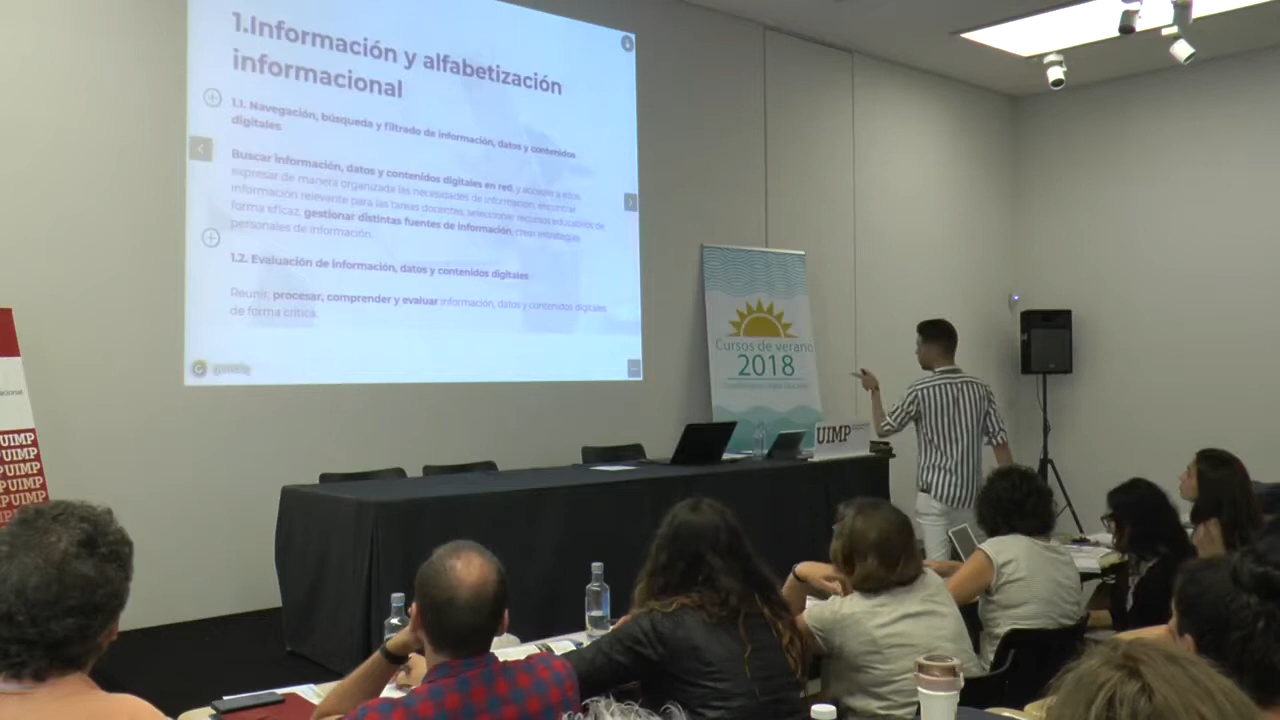 1.Información y alfabetización
informacional
1.1. Navegación, búsqueda y filtrado de información, datos y contenidos
digitales
Buscar información, datos y contenidos digitales en red, y acceder a ellos,
expresar de manera organizada las necesidades de información, encontrar
información relevante para las tareas docentes, seleccionar recursos educativos de
forma eficaz, gestionar distintas fuentes de información, crear estrategias
personales de información.
1.2. Evaluación de información, datos y contenidos digitales
Reunir, procesar, comprender y evaluar información, datos y contenidos digitales
de forma crítica.
Cursos de verano
2018
UIMP
UIMP
UIMP
UIMP
UIMP
UIMP